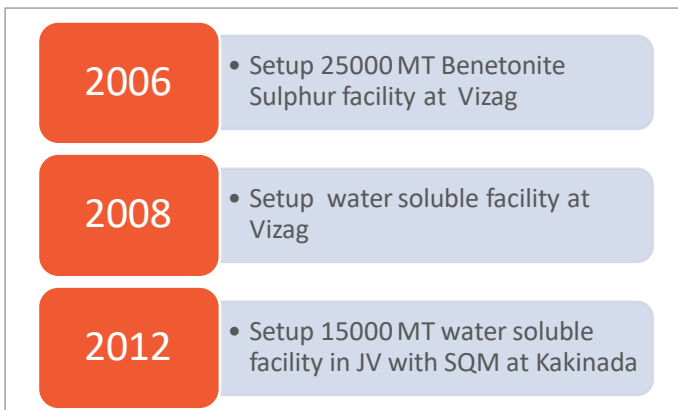 2006
• Setup 25000 MT Benetonite
Sulphur facility at Vizag
2008
• Setup water soluble facility at
Vizag
2012
• Setup 15000 MT water soluble
facility in JV with SQM at Kakinada